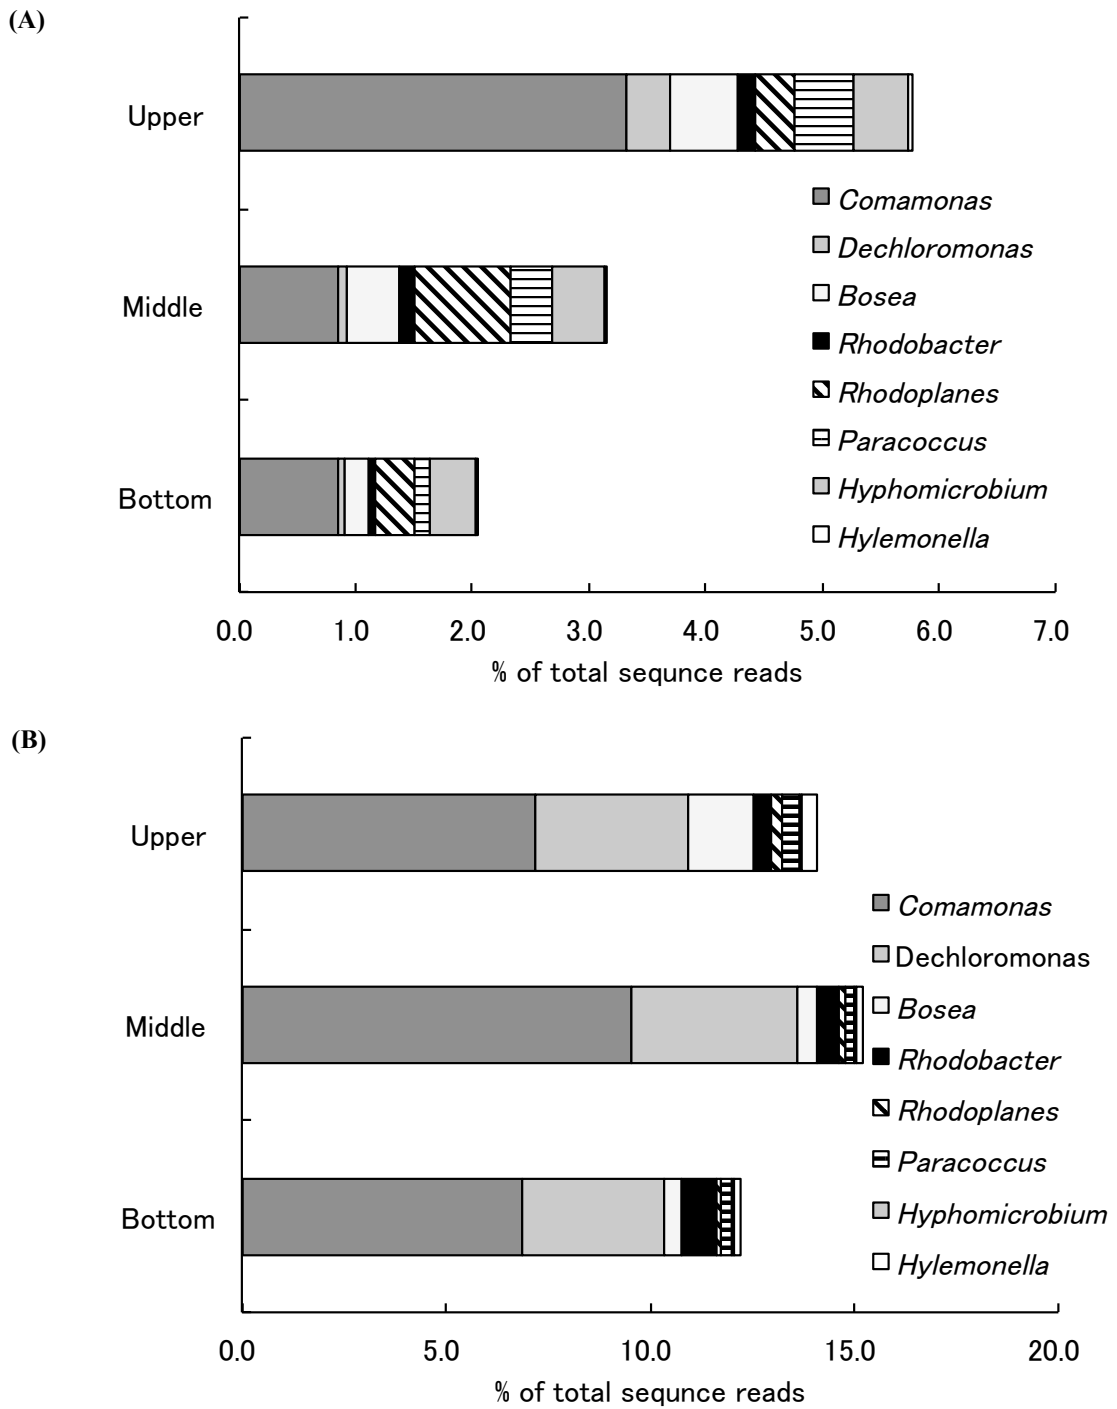 (A)
Upper
Middle
Bottom
Comamonas
Dechloromonas
Bosea
Rhodobacter
Rhodoplanes
Paracoccus
Hyphomicrobium
Hylemonella
0.0 1.0 2.0 3.0 4.0 5.0 6.0 7.0
% of total sequnce reads
(B)
Upper
Middle
Bottom
Comamonas
Dechloromonas
Bosea
Rhodobacter
Rhodoplanes
Paracoccus
Hyphomicrobium
Hylemonella
0.0 5.0 10.0 15.0 20.0
% of total sequnce reads